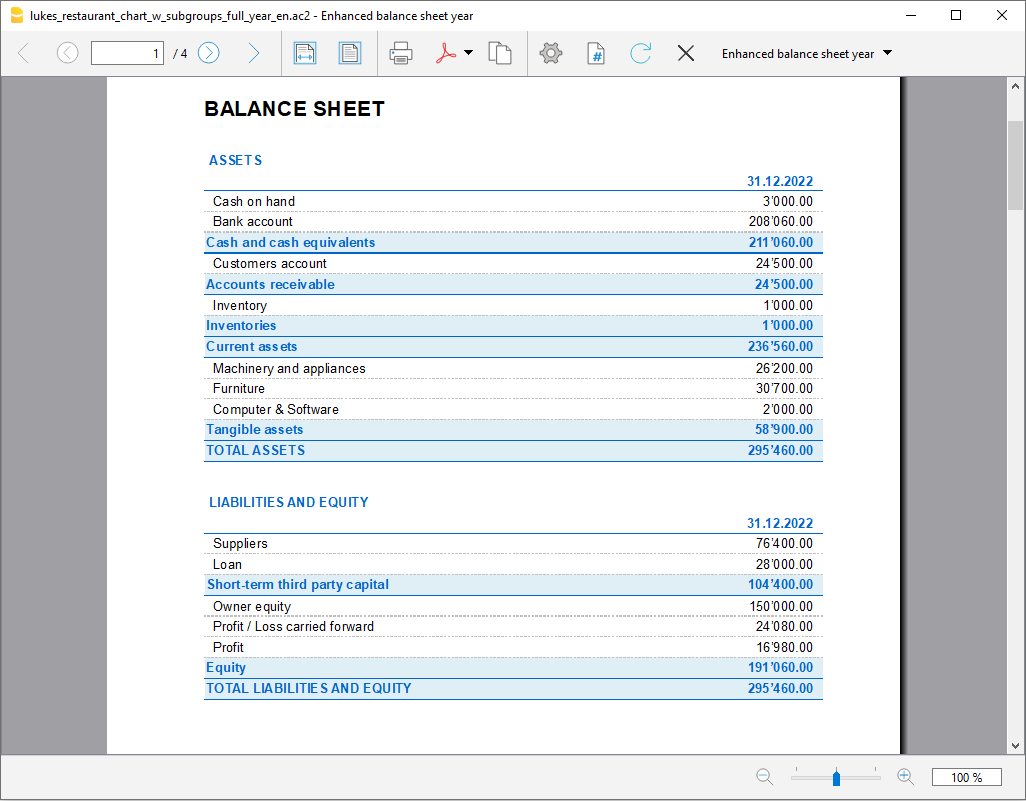 lukes_restaurant_chart_w_subgroups_full_year_en.ac2 - Enhanced balance sheet year
1 / 4 # Enhanced balance sheet year
BALANCE SHEET
ASSETS
31.12.2022
Cash on hand 3'000.00
Bank account 208'060.00
Cash and cash equivalents 211'060.00
Customers account 24'500.00
Accounts receivable 24'500.00
Inventory 1'000.00
Inventories 1'000.00
Current assets 236'560.00
Machinery and appliances 26'200.00
Furniture 30'700.00
Computer & Software 2'000.00
Tangible assets 58'900.00
TOTAL ASSETS 295'460.00
LIABILITIES AND EQUITY
31.12.2022
Suppliers 76'400.00
Loan 28'000.00
Short-term third party capital 104'400.00
Owner equity 150'000.00
Profit / Loss carried forward 24'080.00
Profit 16'980.00
Equity 191'060.00
TOTAL LIABILITIES AND EQUITY 295'460.00
100 %